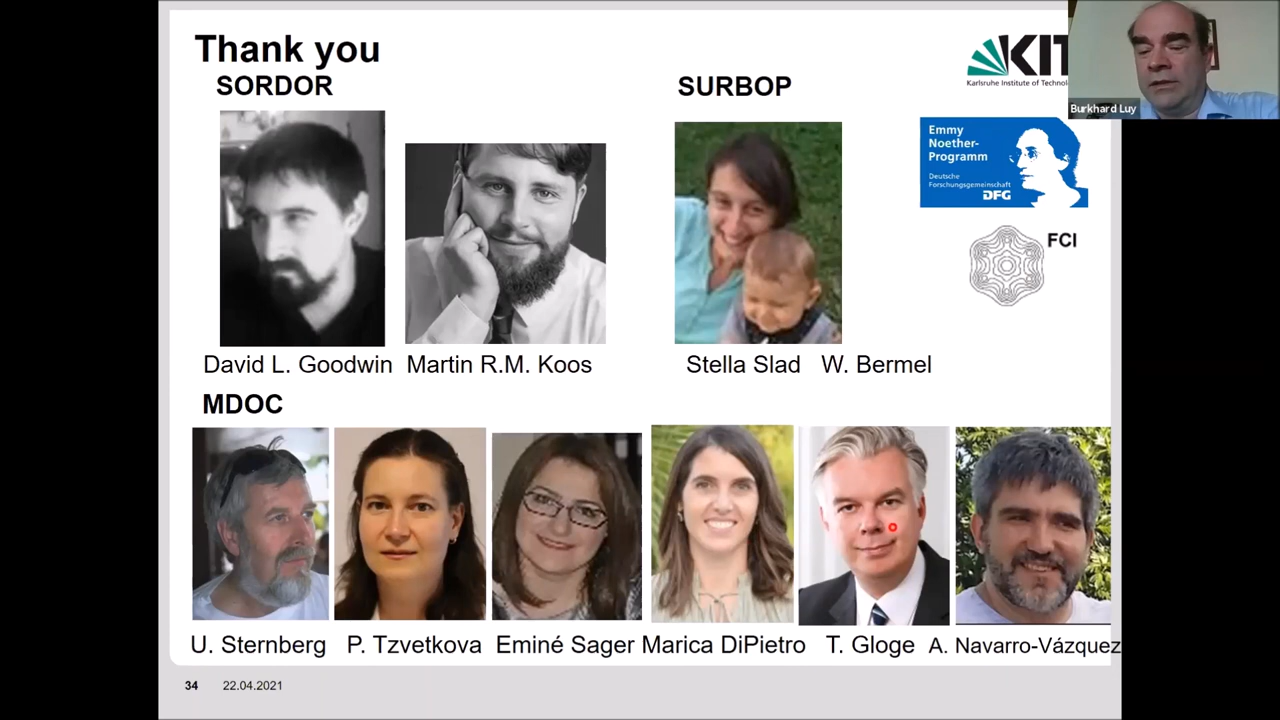 Thank you
SORDOR
SURBOP
KIT
Karlsruhe Institute of Technol
Burkhard Luy
Emmy
Noether-
Programm
Deutsche
Forschungsgemeinschaft
DFG
FCI
David L. Goodwin Martin R.M. Koos
Stella Slad W. Bermel
MDOC
U. Sternberg P. Tzvetkova Eminé Sager Marica DiPietro T. Gloge A. Navarro-Vázquez
34 22.04.2021